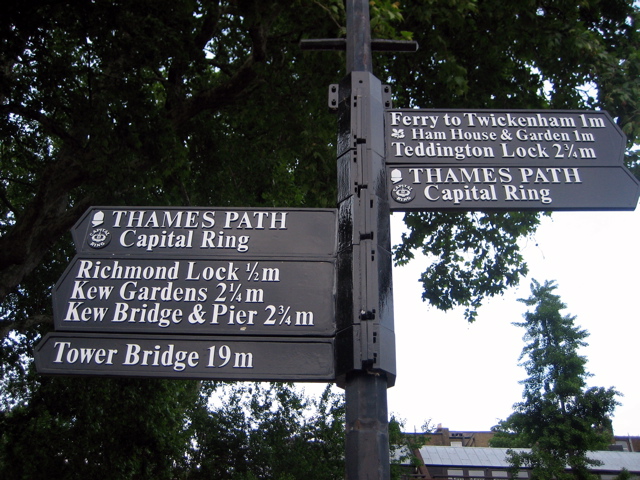 Ferry to Twickenham 1m
Ham House & Garden 1m
Teddington Lock 2¾m
THAMES PATH
Capital Ring
THAMES PATH
Capital Ring
Richmond Lock ½m
Kew Gardens 2¼m
Kew Bridge & Pier 2¾m
Tower Bridge 19m